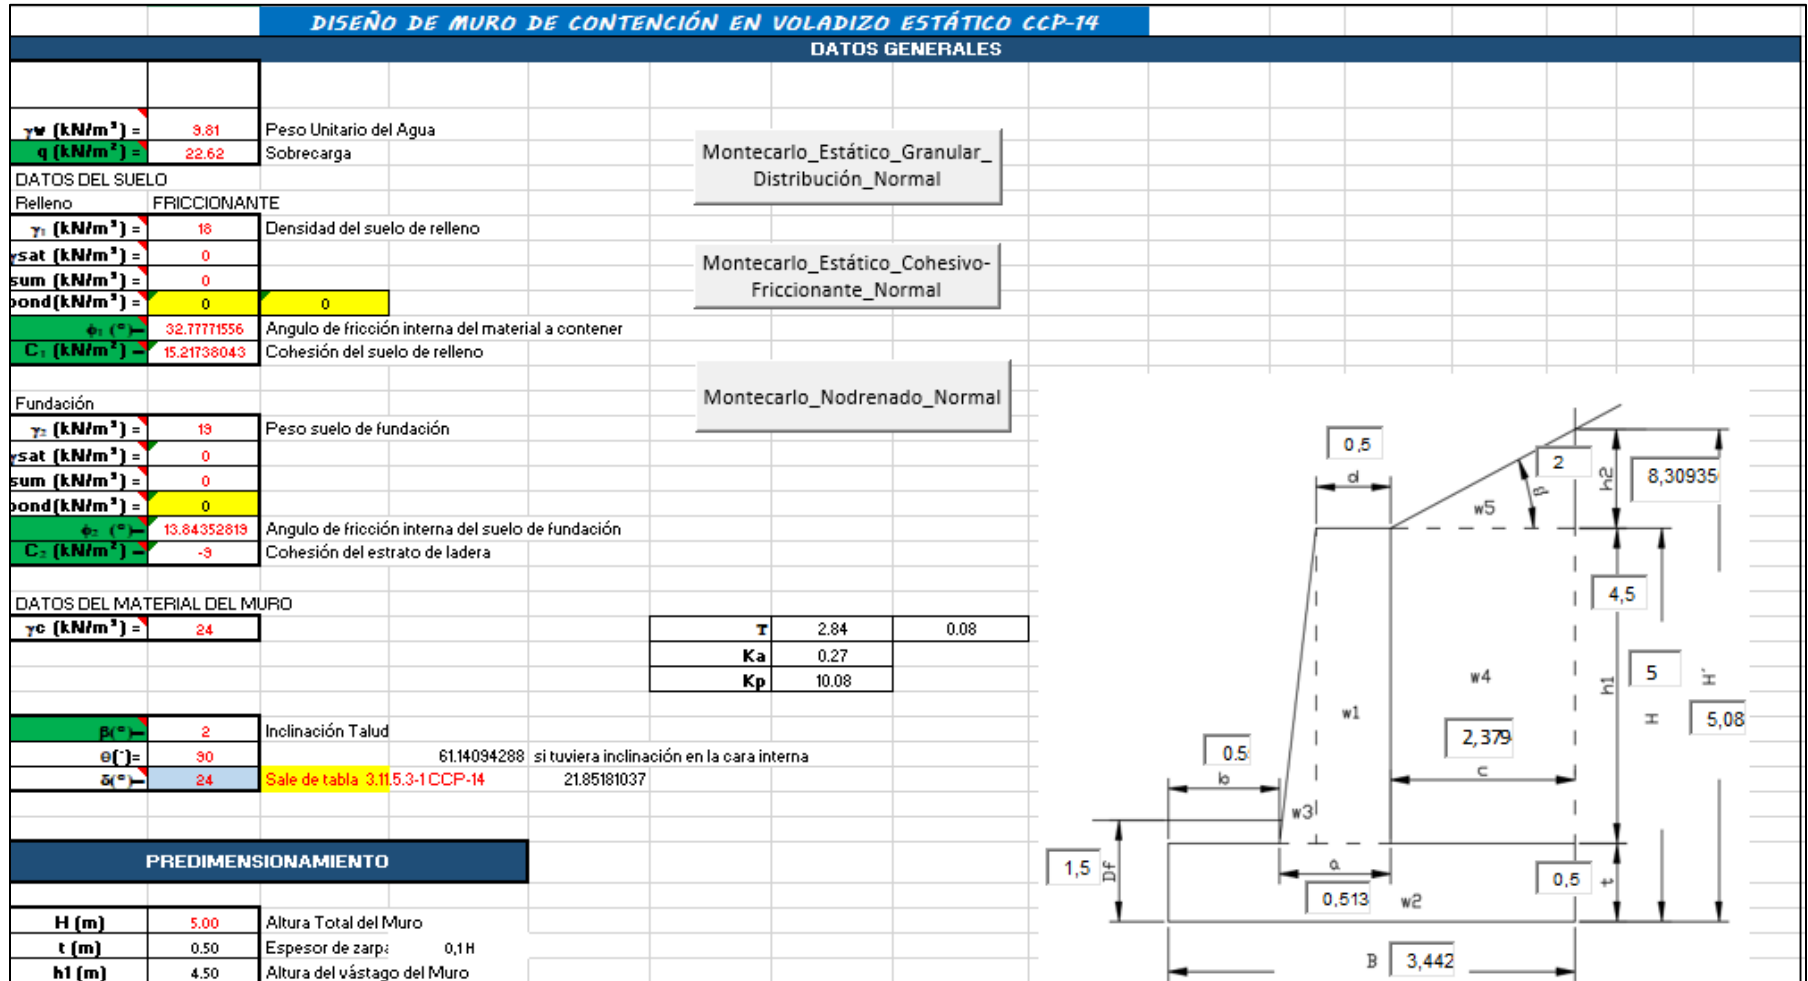 DISEÑO DE MURO DE CONTENCIÓN EN VOLADIZO ESTÁTICO CCP-14
DATOS GENERALES
γw (kN/m³) = 9.81 Peso Unitario del Agua
q (kN/m²) = 22.62 Sobrecarga
DATOS DEL SUELO
Relleno FRICCIONANTE
γ₁ (kN/m³) = 18 Densidad del suelo de relleno
γsat (kN/m³) = 0
sum (kN/m³) = 0
pond(kN/m³) = 0 0
ϕ₁ (°)= 32.77771556 Angulo de fricción interna del material a contener
C₁ (kN/m²) = 15.21738043 Cohesión del suelo de relleno
Fundación
γ₂ (kN/m³) = 19 Peso suelo de fundación
γsat (kN/m³) = 0
sum (kN/m³) = 0
pond(kN/m³) = 0
ϕ₂ (°)= 13.84352819 Angulo de fricción interna del suelo de fundación
C₂ (kN/m²) = -9 Cohesión del estrato de ladera
DATOS DEL MATERIAL DEL MURO
γc (kN/m³) = 24
β(°)= 2 Inclinación Talud
θ(°)= 90 61.14094288 si tuviera inclinación en la cara interna
δ(°)= 24 Sale de tabla 3.11.5.3-1 CCP-14 21.85181037
PREDIMENSIONAMIENTO
H (m) 5.00 Altura Total del Muro
t (m) 0.50 Espesor de zarpa 0,1 H
h1 (m) 4.50 Altura del vástago del Muro
Montecarlo_Estático_Granular_
Distribución_Normal
Montecarlo_Estático_Cohesivo-
Friccionante_Normal
Montecarlo_Nodrenado_Normal
T 2.84 0.08
Ka 0.27
Kp 10.08
0,5
d
2
β
h2
8,30935
w5
4,5
h1
5
H
H'
5,08
w4
w1
2,379
c
0.5
b
w3
1,5
Df
a
0,513
w2
0,5
t
B 3,442